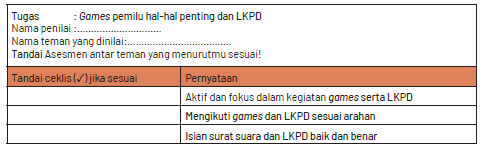 Tugas : Games pemilu hal-hal penting dan LKPD
Nama penilai :..............................
Nama teman yang dinilai:.....................................
Tandai Asesmen antar teman yang menurutmu sesuai!
Tandai ceklis (✓) jika sesuai Pernyataan
Aktif dan fokus dalam kegiatan games serta LKPD
Mengikuti games dan LKPD sesuai arahan
Isian surat suara dan LKPD baik dan benar